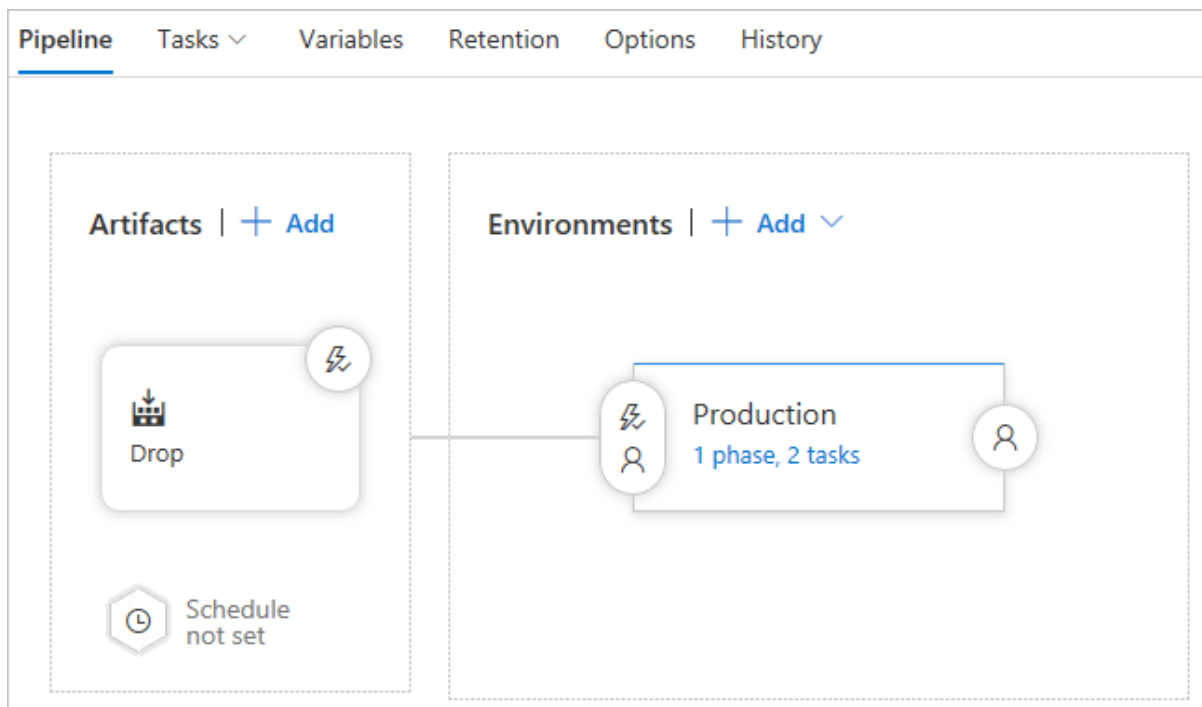 Pipeline Tasks Variables Retention Options History
Artifacts | + Add
Environments | + Add
Drop
Production
1 phase, 2 tasks
Schedule
not set